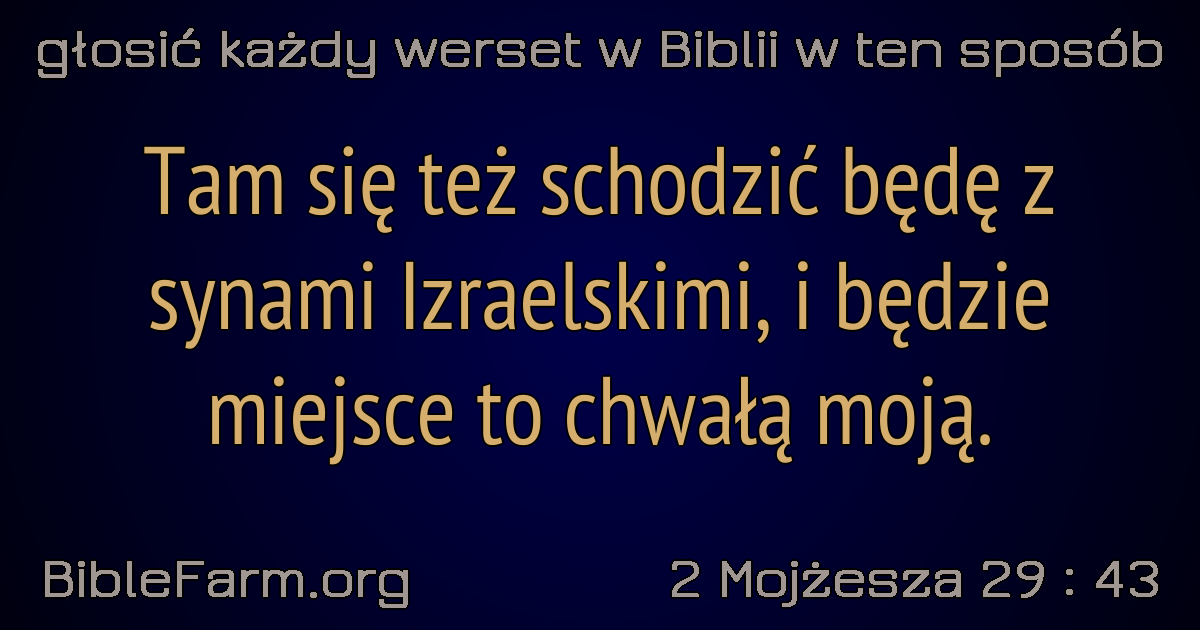 głosić każdy werset w Biblii w ten sposób
Tam się też schodzić będę z
synami Izraelskimi, i będzie
miejsce to chwałą moją.
BibleFarm.org
2 Mojżesza 29 : 43